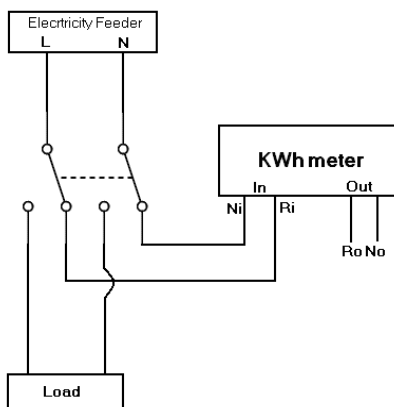 Elecrtricity Feeder
L N
KWh meter
In Out
Ni Ri
Ro No
Load